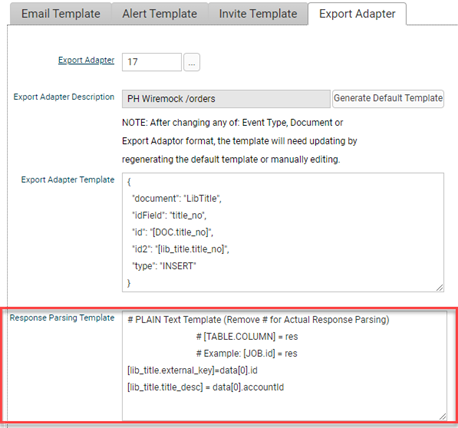 Email Template Alert Template Invite Template Export Adapter
Export Adapter 17 ...
Export Adapter Description PH Wiremock /orders Generate Default Template
NOTE: After changing any of: Event Type, Document or
Export Adaptor format, the template will need updating by
regenerating the default template or manually editing.
Export Adapter Template
{
"document": "LibTitle",
"idField": "title_no",
"id": "[DOC.title_no]",
"id2": "[lib_title.title_no]",
"type": "INSERT"
}
Response Parsing Template
# PLAIN Text Template (Remove # for Actual Response Parsing)
# [TABLE.COLUMN] = res
# Example: [JOB.id] = res
[lib_title.external_key]=data[0].id
[lib_title.title_desc] = data[0].accountId